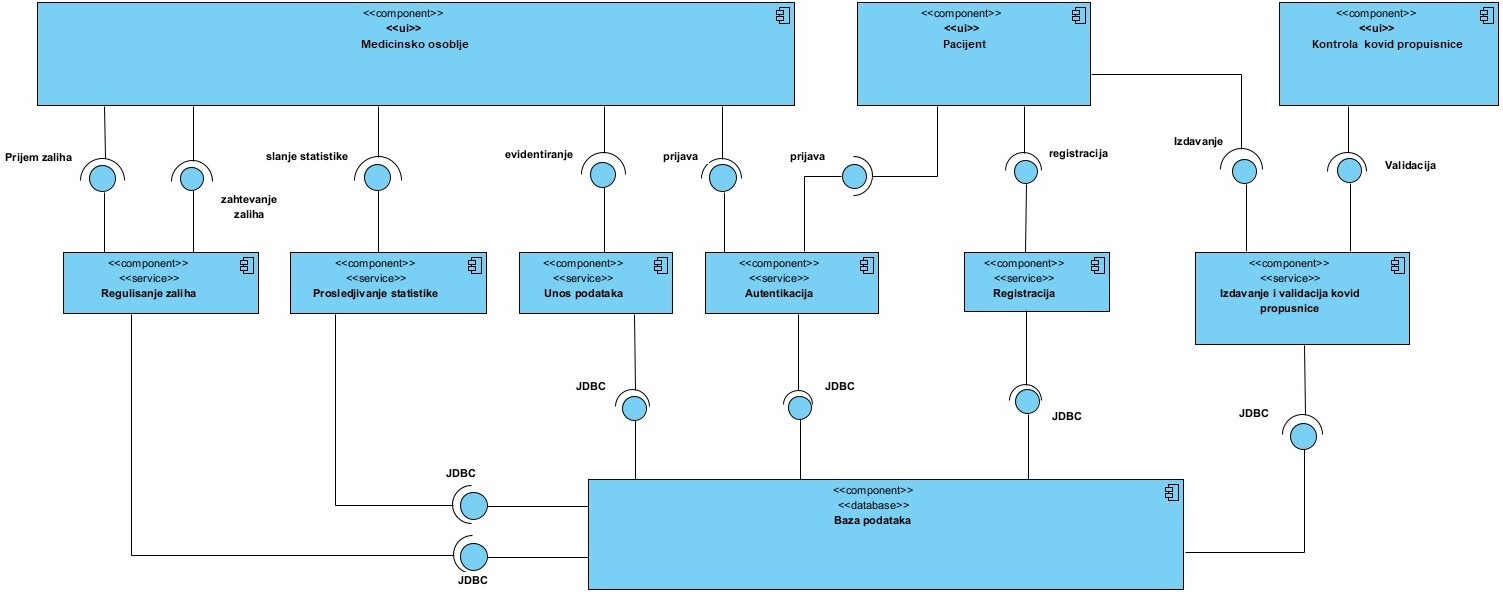 <<component>>
<<ui>>
Medicinsko osoblje
<<component>>
<<ui>>
Pacijent
<<component>>
<<ui>>
Kontrola kovid propuisnice
Prijem zaliha
zahtevanje
zaliha
slanje statistike
evidentiranje
prijava
prijava
registracija
Izdavanje
Validacija
<<component>>
<<service>>
Regulisanje zaliha
<<component>>
<<service>>
Prosledjivanje statistike
<<component>>
<<service>>
Unos podataka
<<component>>
<<service>>
Autentikacija
<<component>>
<<service>>
Registracija
<<component>>
<<service>>
Izdavanje i validacija kovid
propusnice
JDBC
JDBC
JDBC
JDBC
JDBC
JDBC
<<component>>
<<database>>
Baza podataka